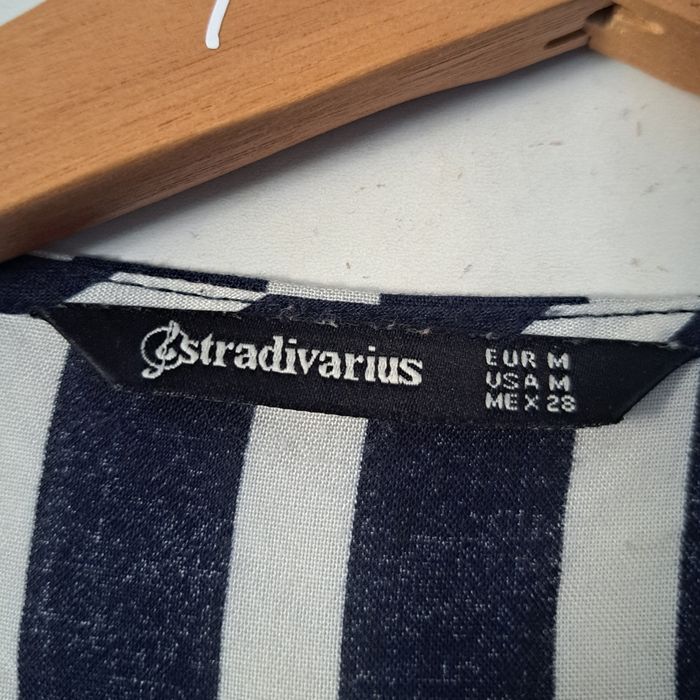 stradivarius
EUR M
USA M
MEX 28